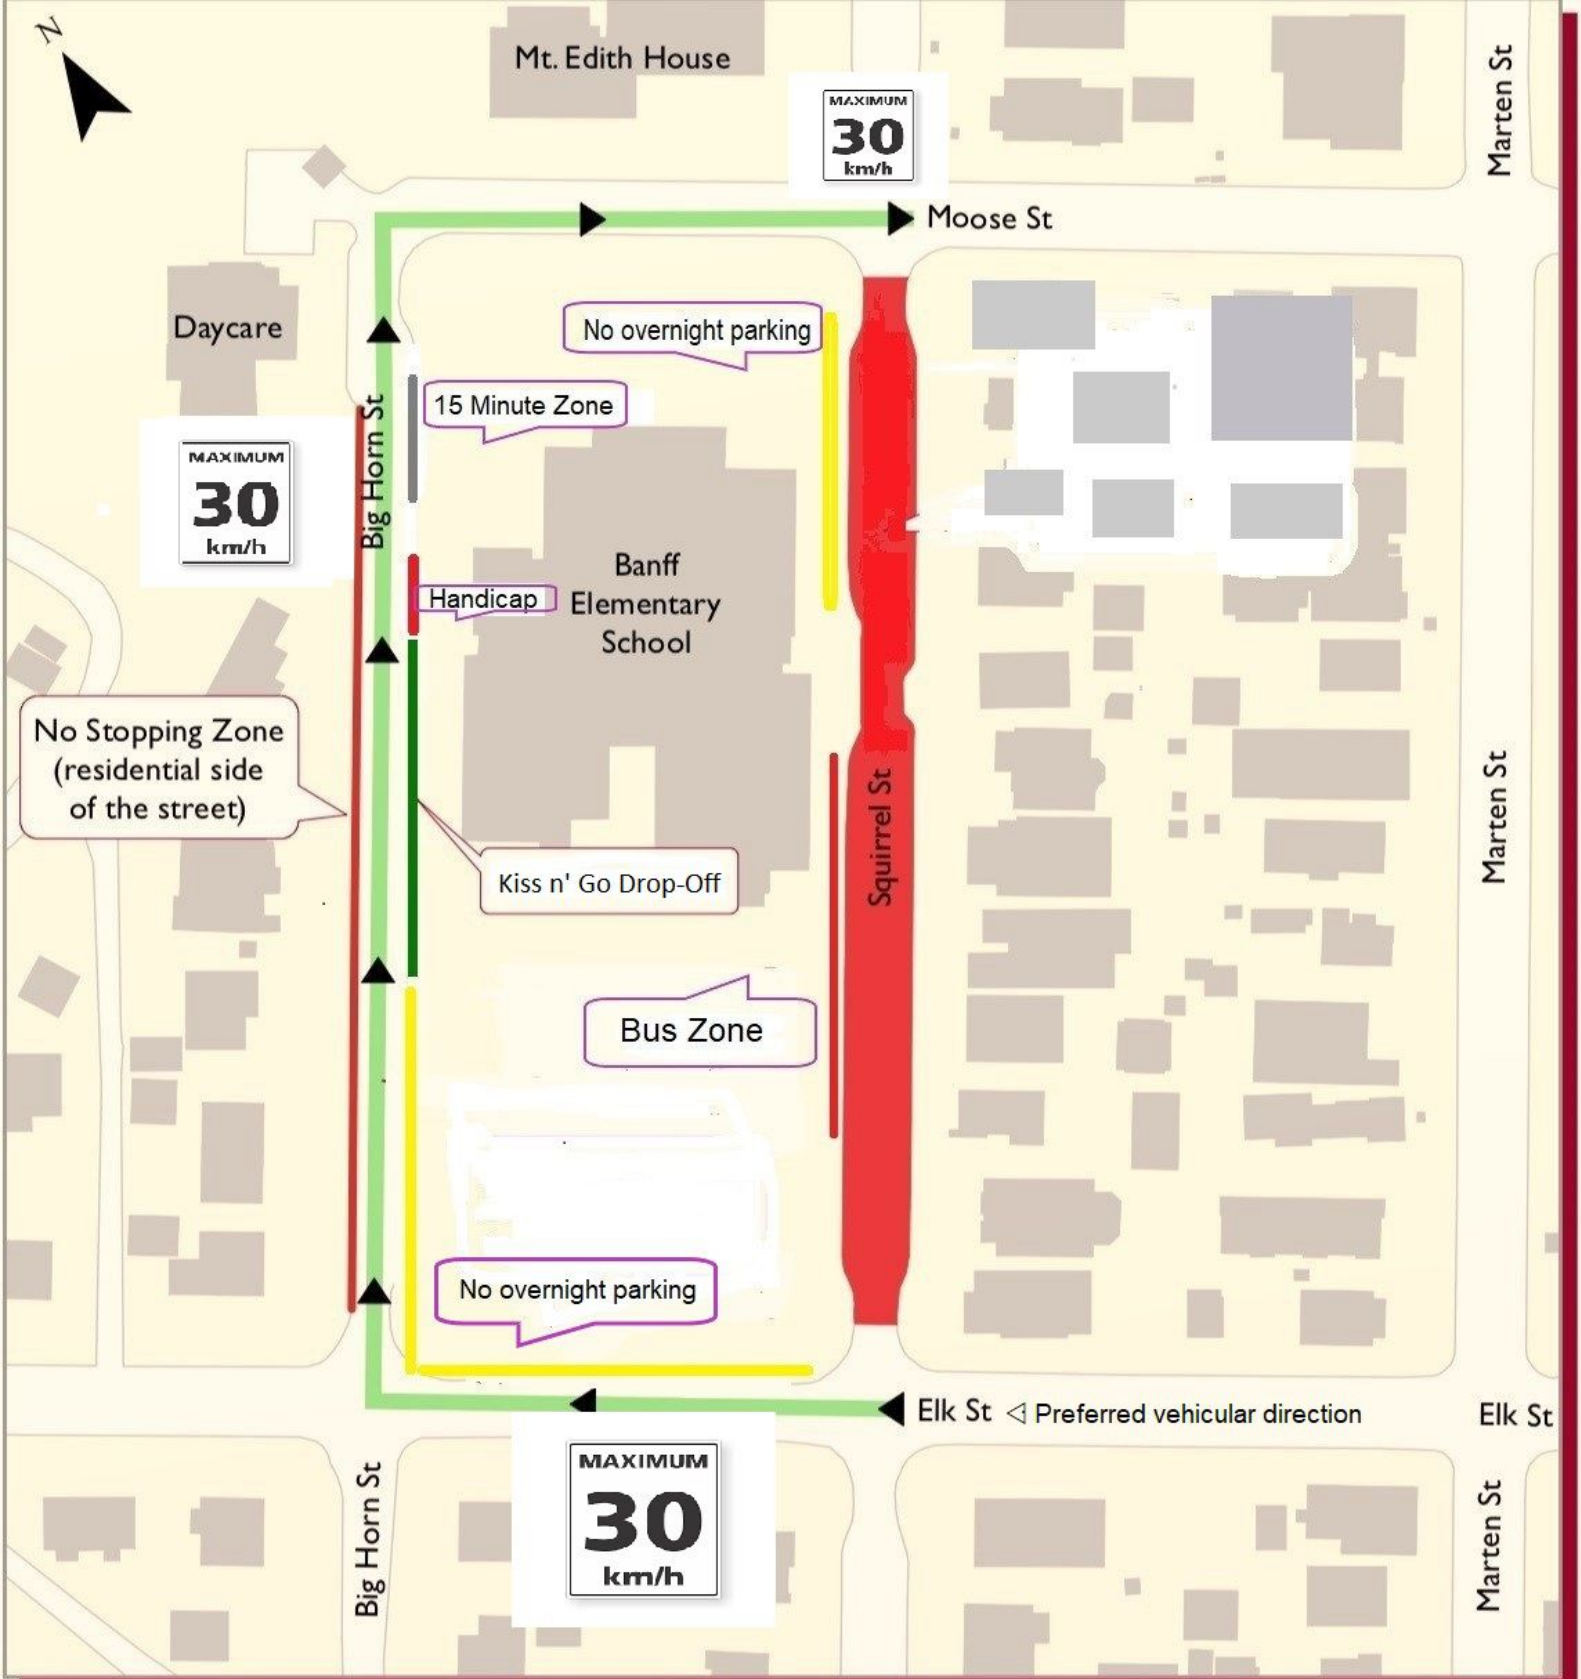 N
Mt. Edith House
MAXIMUM
30
km/h
Marten St
Moose St
Daycare
No overnight parking
15 Minute Zone
Big Horn St
MAXIMUM
30
km/h
Banff
Elementary
School
Handicap
No Stopping Zone
(residential side
of the street)
Kiss n' Go Drop-Off
Squirrel St
Marten St
Bus Zone
No overnight parking
Elk St
◁ Preferred vehicular direction
Elk St
MAXIMUM
30
km/h
Big Horn St
Marten St